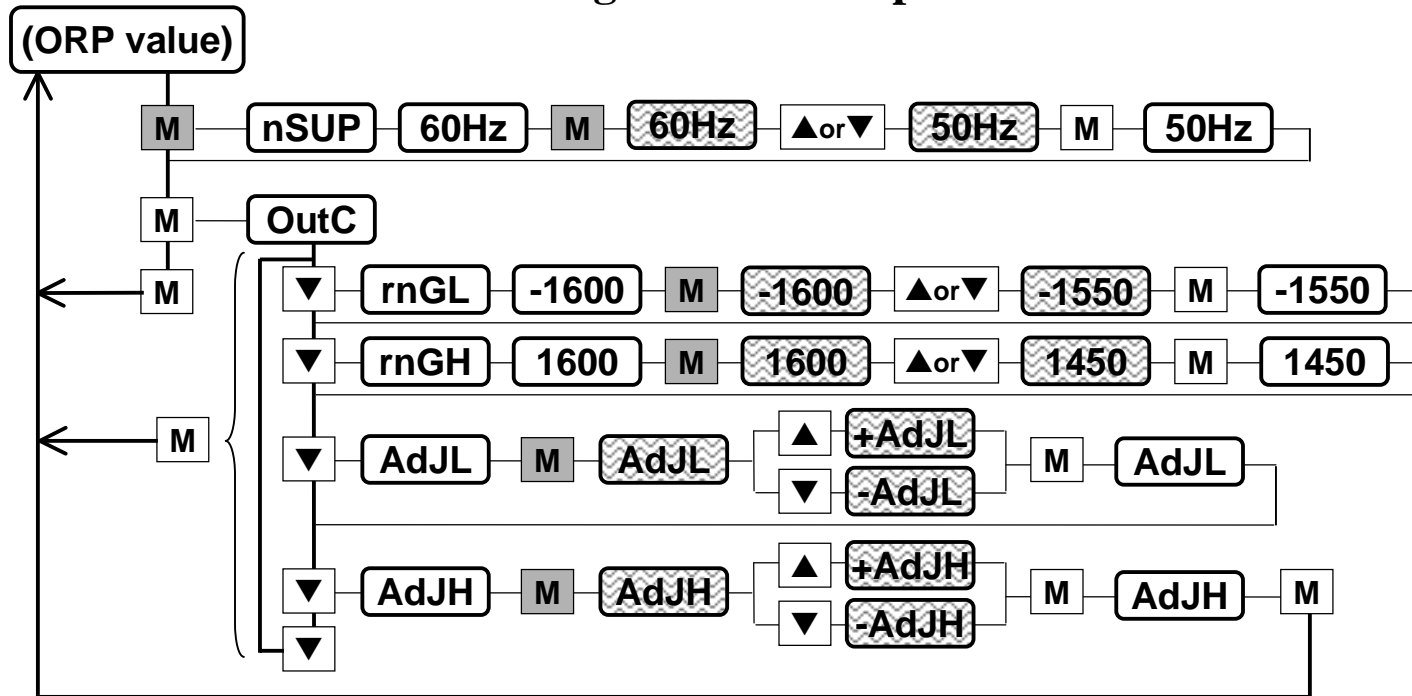 (ORP value)
M nSUP 60Hz M 60Hz ▲or▼ 50Hz M 50Hz
M OutC
M
▼ rnGL -1600 M -1600 ▲or▼ -1550 M -1550
▼ rnGH 1600 M 1600 ▲or▼ 1450 M 1450
▲ +AdJL
M ▼ AdJL M AdJL M AdJL
▼ -AdJL
▲ +AdJH
▼ AdJH M AdJH M AdJH M
▼ -AdJH
▼